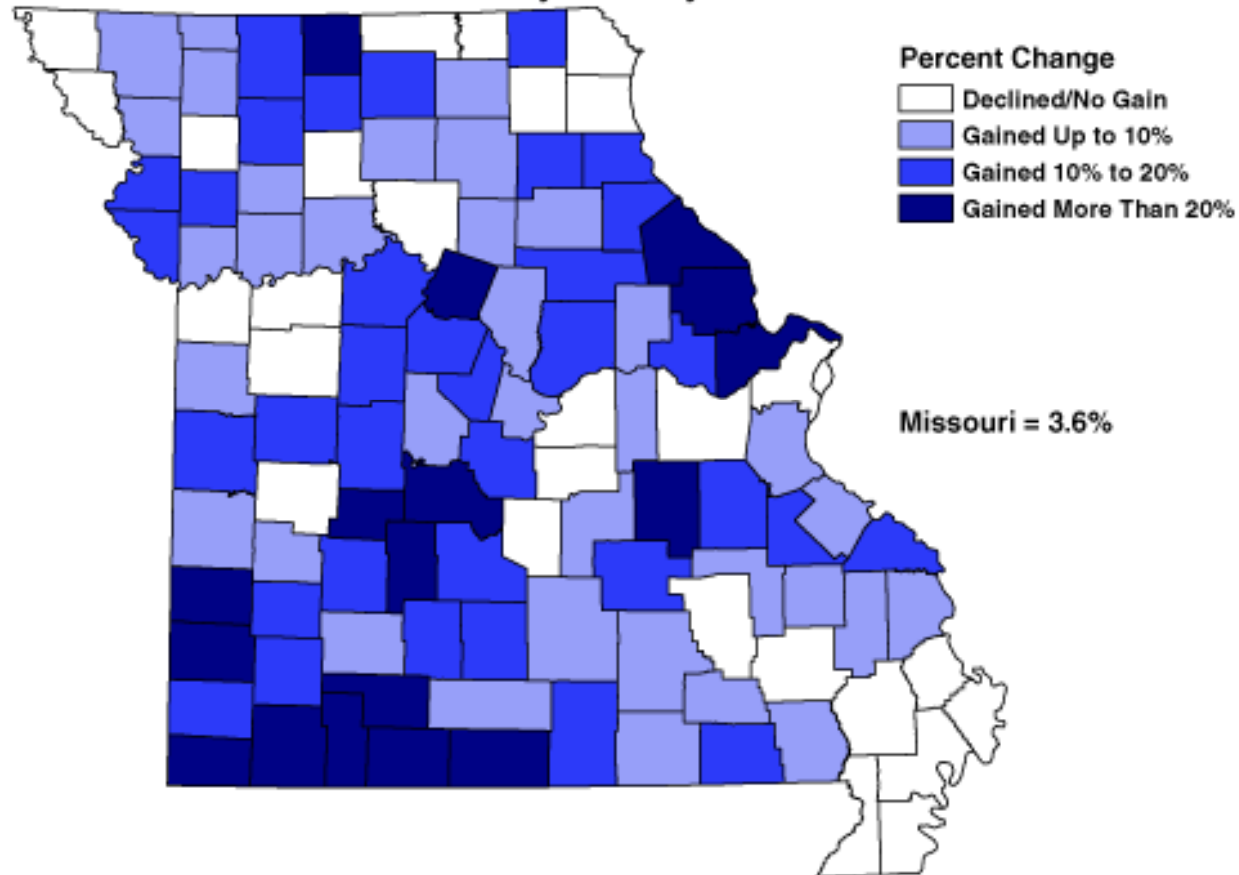 Percent Change
Declined/No Gain
Gained Up to 10%
Gained 10% to 20%
Gained More Than 20%
Missouri = 3.6%